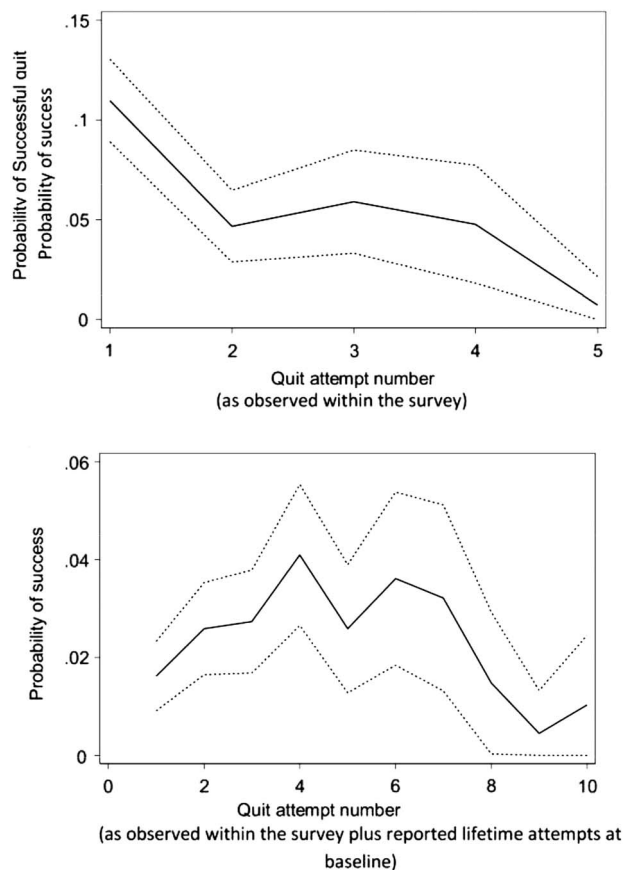 Probability of Successful quit
Probability of success
.15
.1
.05
0
1 2 3 4 5
Quit attempt number
(as observed within the survey)
Probability of success
.06
.04
.02
0
0 2 4 6 8 10
Quit attempt number
(as observed within the survey plus reported lifetime attempts at
baseline)